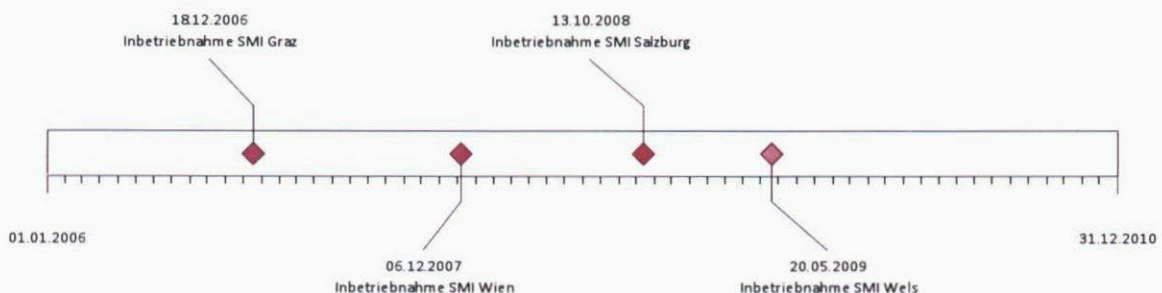 18.12.2006
Inbetriebnahme SMI Graz
13.10.2008
Inbetriebnahme SMI Salzburg
01.01.2006
31.12.2010
06.12.2007
Inbetriebnahme SMI Wien
20.05.2009
Inbetriebnahme SMI Wels